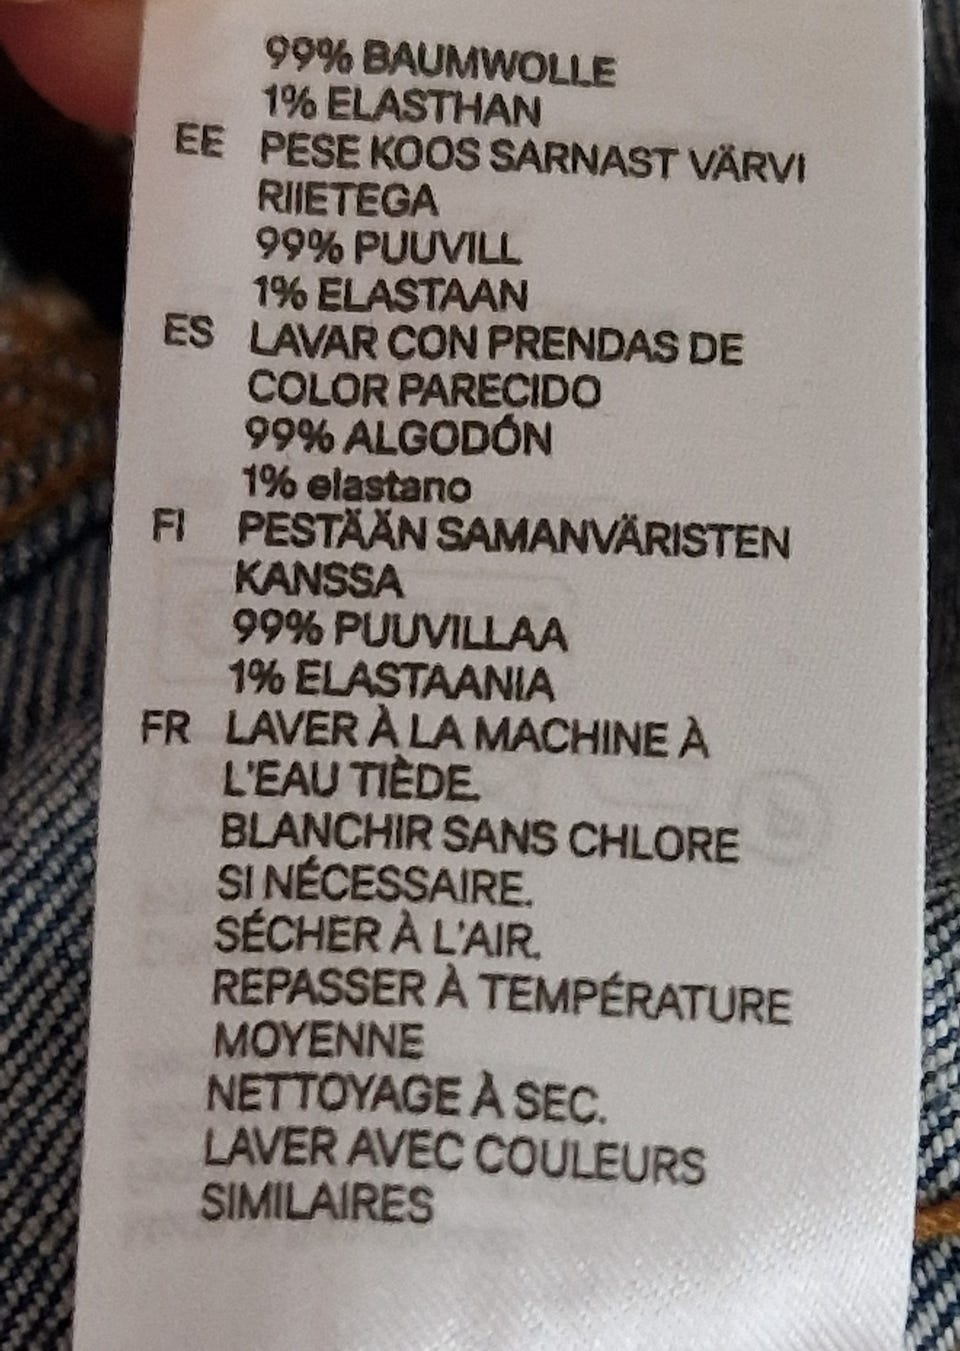 99% BAUMWOLLE
1% ELASTHAN
EE PESE KOOS SARNAST VÄRVI
RIIETEGA
99% PUUVILL
1% ELASTAAN
ES LAVAR CON PRENDAS DE
COLOR PARECIDO
99% ALGODÓN
1% elastano
FI PESTÄÄN SAMANVÄRISTEN
KANSSA
99% PUUVILLAA
1% ELASTAANIA
FR LAVER À LA MACHINE À
L'EAU TIÈDE.
BLANCHIR SANS CHLORE
SI NÉCESSAIRE.
SÉCHER À L'AIR.
REPASSER À TEMPÉRATURE
MOYENNE
NETTOYAGE À SEC.
LAVER AVEC COULEURS
SIMILAIRES